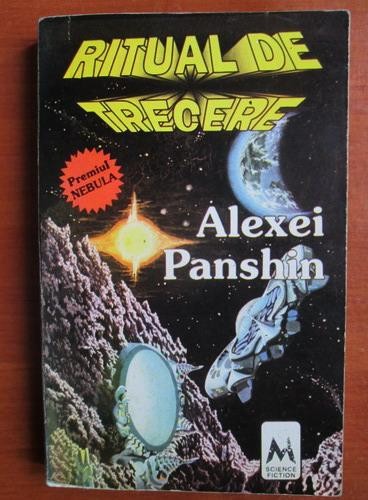 RITUAL DE
TRECERE
Premiul
NEBULA
Alexei
Panshin
SCIENCE
FICTION